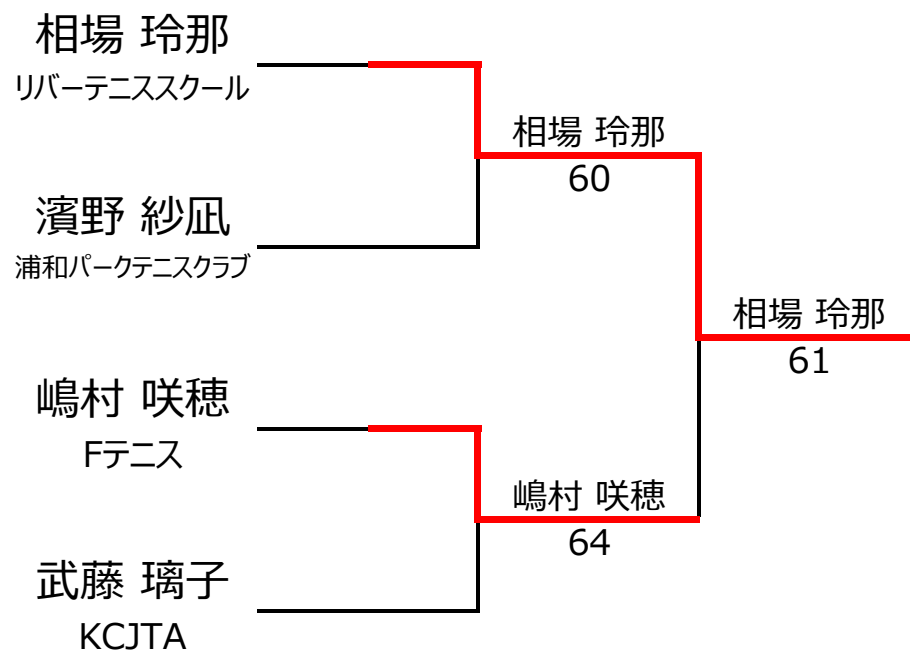 相場 玲那
リバーテニススクール
相場 玲那
60
濱野 紗凪
浦和パークテニスクラブ
相場 玲那
61
嶋村 咲穂
Fテニス
嶋村 咲穂
64
武藤 璃子
KCJTA